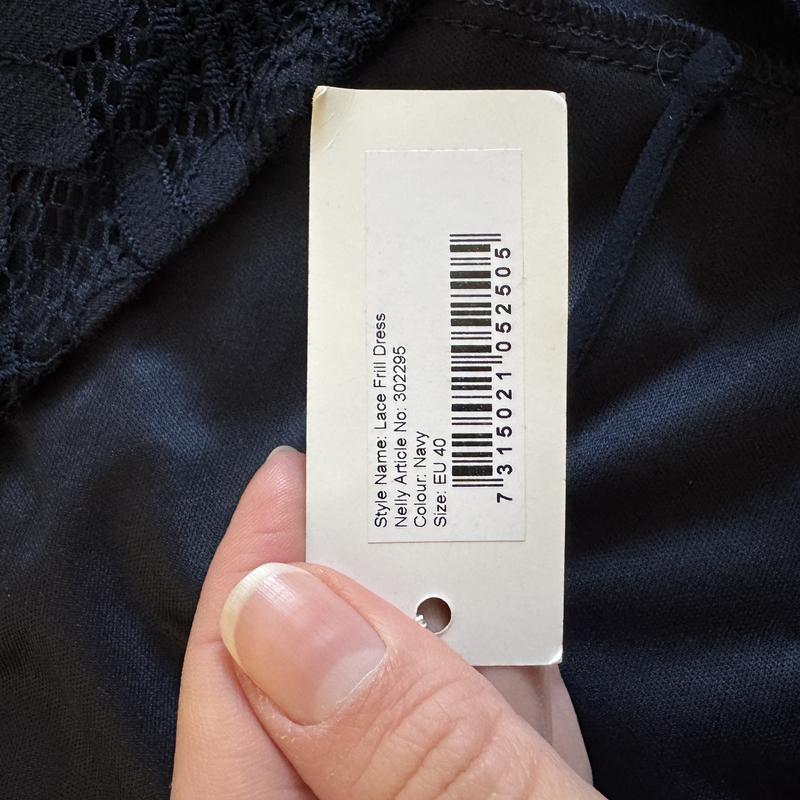 Style Name: Lace Frill Dress
Nelly Article No: 302295
Colour: Navy
Size: EU 40
7 315021 052505